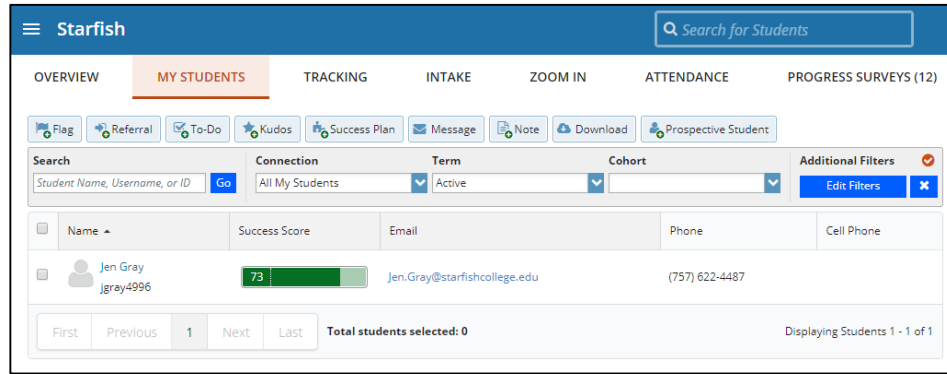 Starfish
Search for Students
OVERVIEW MY STUDENTS TRACKING INTAKE ZOOM IN ATTENDANCE PROGRESS SURVEYS (12)
Flag Referral To-Do Kudos Success Plan Message Note Download Prospective Student
Search Connection Term Cohort Additional Filters
Student Name, Username, or ID Go All My Students Active Edit Filters
Name Success Score Email Phone Cell Phone
Jen Gray 73 Jen.Gray@starfishcollege.edu (757) 622-4487
jgray4996
First Previous 1 Next Last Total students selected: 0 Displaying Students 1 - 1 of 1